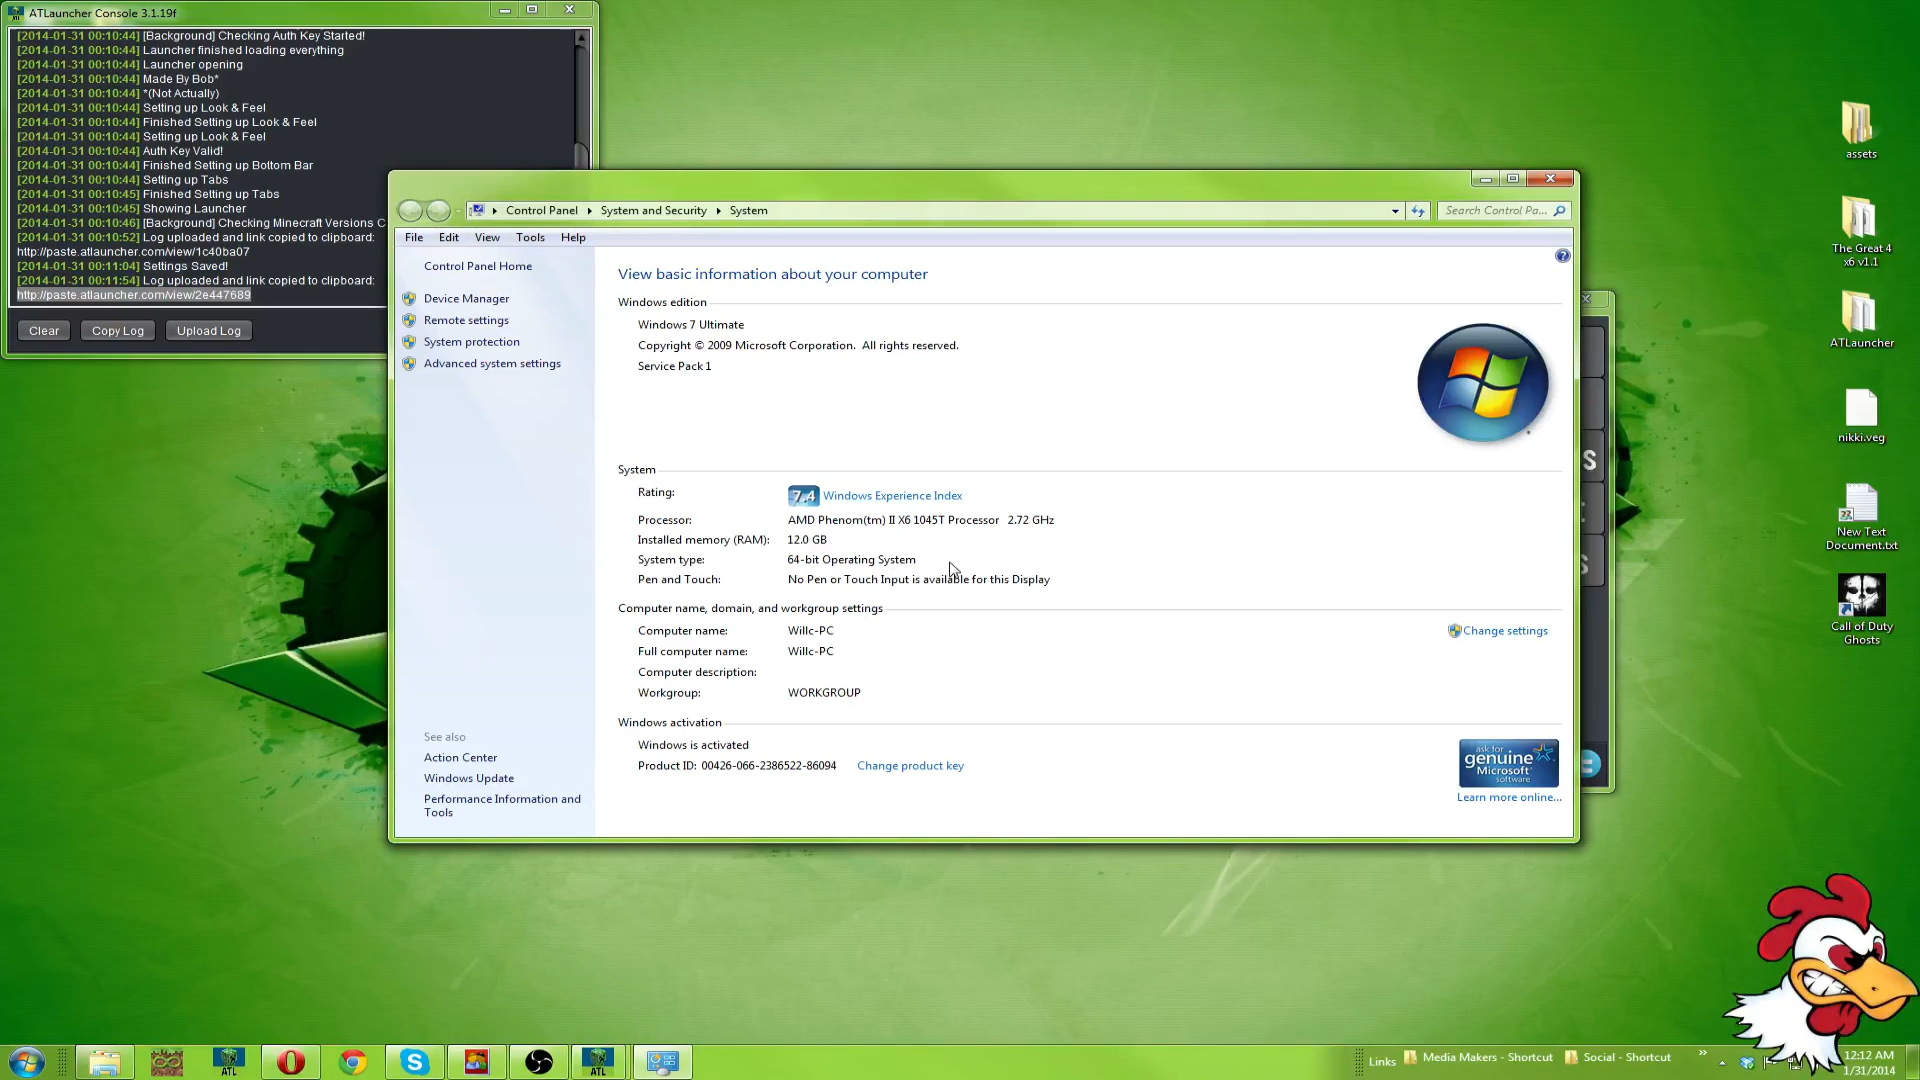 ATLauncher Console 3.1.19f
[2014-01-31 00:10:44] [Background] Checking Auth Key Started!
[2014-01-31 00:10:44] Launcher finished loading everything
[2014-01-31 00:10:44] Launcher opening
[2014-01-31 00:10:44] Made By Bob*
[2014-01-31 00:10:44] *(Not Actually)
[2014-01-31 00:10:44] Setting up Look & Feel
[2014-01-31 00:10:44] Finished Setting up Look & Feel
[2014-01-31 00:10:44] Setting up Look & Feel
[2014-01-31 00:10:44] Auth Key Valid!
[2014-01-31 00:10:44] Finished Setting up Bottom Bar
[2014-01-31 00:10:44] Setting up Tabs
[2014-01-31 00:10:45] Finished Setting up Tabs
[2014-01-31 00:10:45] Showing Launcher
[2014-01-31 00:10:46] [Background] Checking Minecraft Versions C
[2014-01-31 00:10:52] Log uploaded and link copied to clipboard:
http://paste.atlauncher.com/view/1c40ba07
[2014-01-31 00:11:04] Settings Saved!
[2014-01-31 00:11:54] Log uploaded and link copied to clipboard:
http://paste.atlauncher.com/view/2e447689
Clear
Copy Log
Upload Log
Control Panel
System and Security
System
Search Control Pa...
File
Edit
View
Tools
Help
Control Panel Home
Device Manager
Remote settings
System protection
Advanced system settings
See also
Action Center
Windows Update
Performance Information and
Tools
View basic information about your computer
Windows edition
Windows 7 Ultimate
Copyright © 2009 Microsoft Corporation. All rights reserved.
Service Pack 1
System
Rating:
7.4 Windows Experience Index
Processor: AMD Phenom(tm) II X6 1045T Processor 2.72 GHz
Installed memory (RAM): 12.0 GB
System type: 64-bit Operating System
Pen and Touch: No Pen or Touch Input is available for this Display
Computer name, domain, and workgroup settings
Computer name: Willc-PC
Change settings
Full computer name: Willc-PC
Computer description:
Workgroup: WORKGROUP
Windows activation
Windows is activated
Product ID: 00426-066-2386522-86094 Change product key
ask for
genuine
Microsoft
software
Learn more online...
S
assets
The Great 4
x6 v1.1
ATLauncher
nikki.veg
New Text
Document.txt
Call of Duty
Ghosts
ATL
ATL
Links
Media Makers - Shortcut
Social - Shortcut
12:12 AM
1/31/2014